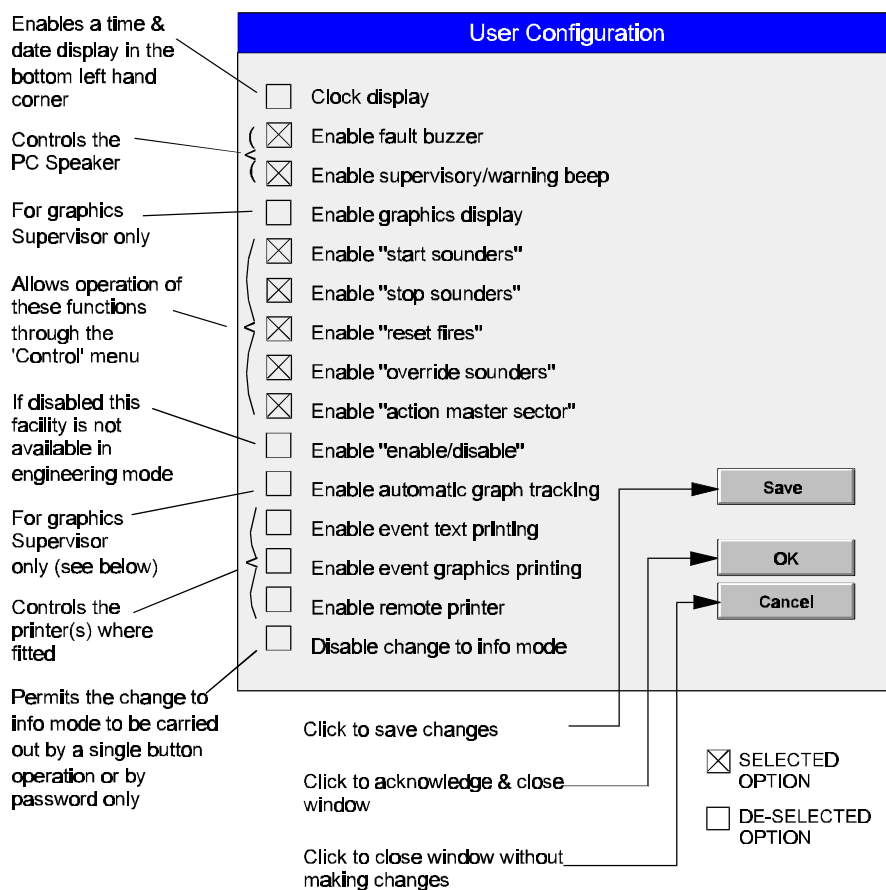 User Configuration
Enables a time &
date display in the
bottom left hand
corner
Controls the
PC Speaker
For graphics
Supervisor only
Allows operation of
these functions
through the
'Control' menu
If disabled this
facility is not
available in
engineering mode
For graphics
Supervisor
only (see below)
Controls the
printer(s) where
fitted
Permits the change to
info mode to be carried
out by a single button
operation or by
password only
Clock display
Enable fault buzzer
Enable supervisory/warning beep
Enable graphics display
Enable "start sounders"
Enable "stop sounders"
Enable "reset fires"
Enable "override sounders"
Enable "action master sector"
Enable "enable/disable"
Enable automatic graph tracking
Enable event text printing
Enable event graphics printing
Enable remote printer
Disable change to info mode
Save
OK
Cancel
Click to save changes
Click to acknowledge & close
window
Click to close window without
making changes
SELECTED
OPTION
DE-SELECTED
OPTION